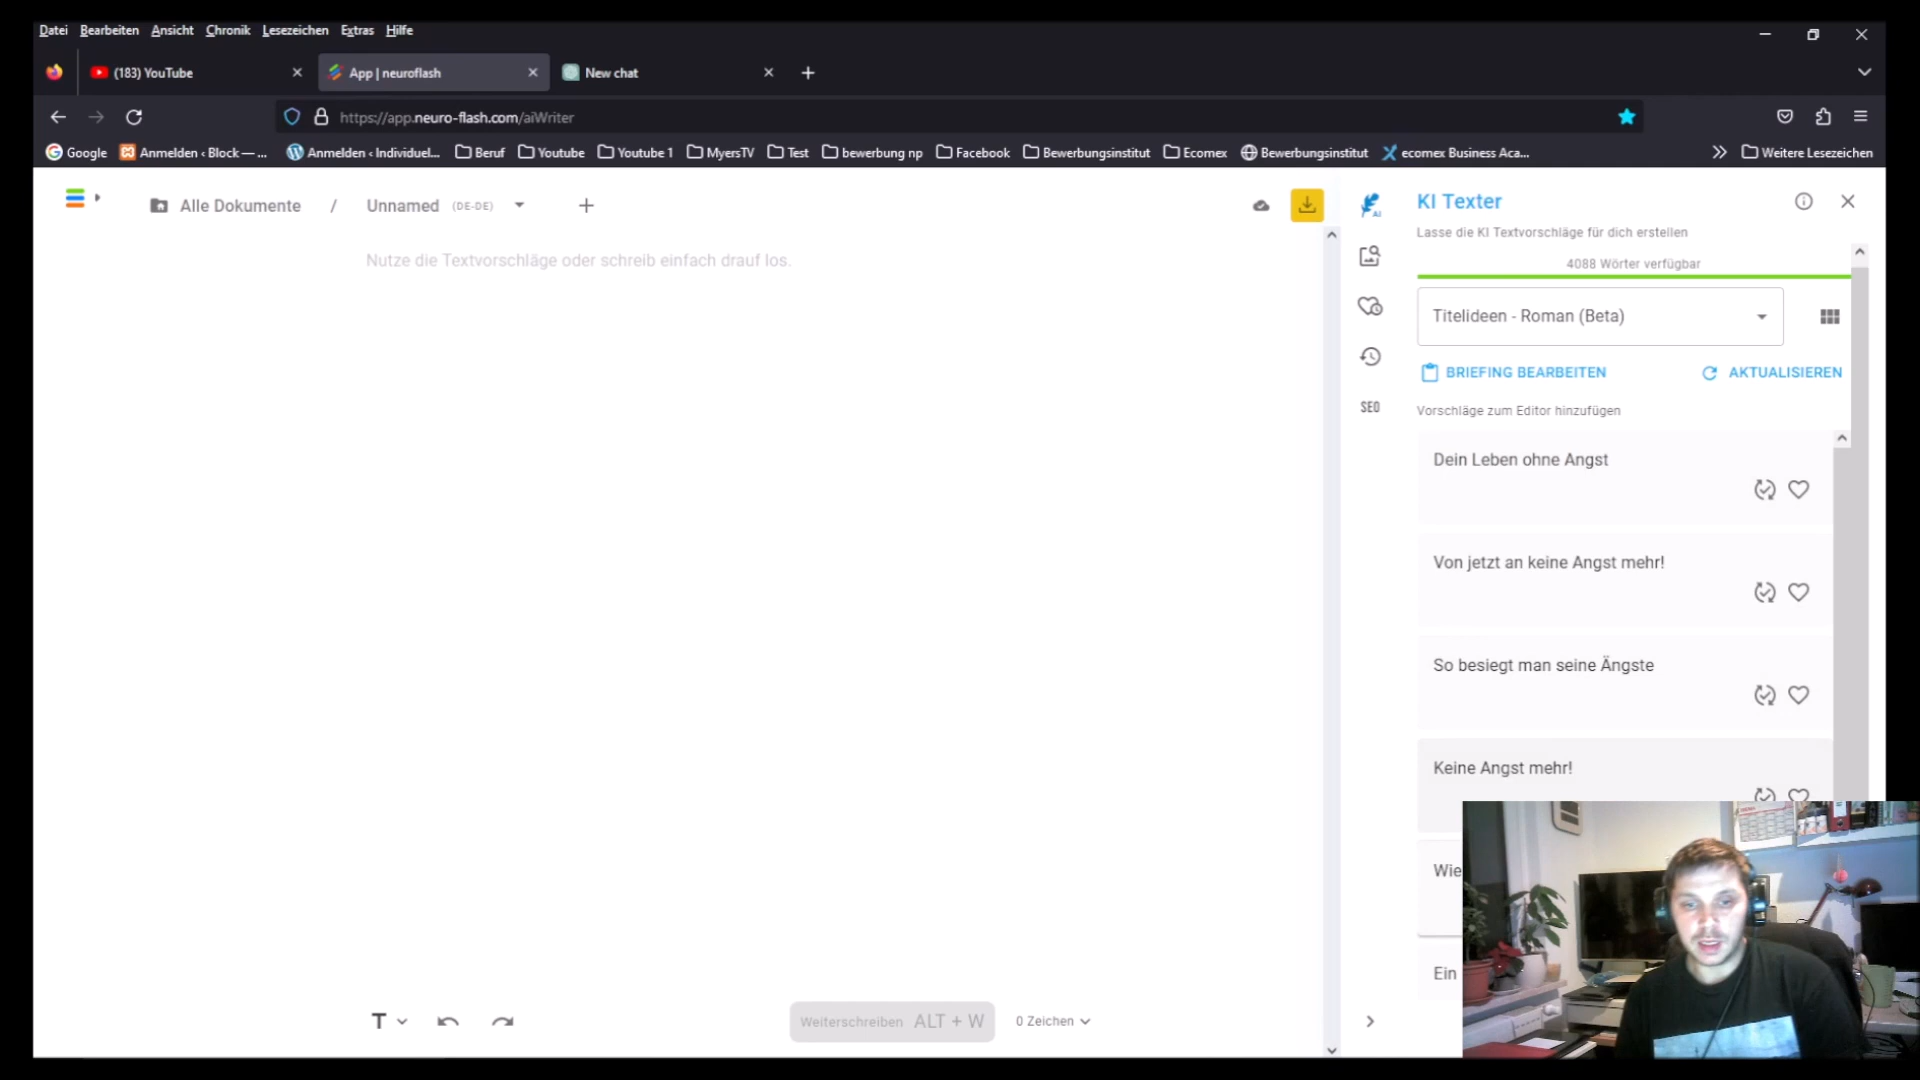 Datei Bearbeiten Ansicht Chronik Lesezeichen Extras Hilfe
(183) YouTube
App | neuroflash
New chat
https://app.neuro-flash.com/aiWriter
Google
Anmelden ‹ Block — ...
Anmelden ‹ Individuel...
Beruf
Youtube
Youtube 1
MyersTV
Test
bewerbung np
Facebook
Bewerbungsinstitut
Ecomex
Bewerbungsinstitut
ecomex Business Aca...
Weitere Lesezeichen
Alle Dokumente / Unnamed (DE-DE)
Nutze die Textvorschläge oder schreib einfach drauf los.
AI
SEO
KI Texter
Lasse die KI Textvorschläge für dich erstellen
4088 Wörter verfügbar
Titelideen - Roman (Beta)
BRIEFING BEARBEITEN
AKTUALISIEREN
Vorschläge zum Editor hinzufügen
Dein Leben ohne Angst
Von jetzt an keine Angst mehr!
So besiegt man seine Ängste
Keine Angst mehr!
Wie
Ein
T
Weiterschreiben ALT + W
0 Zeichen